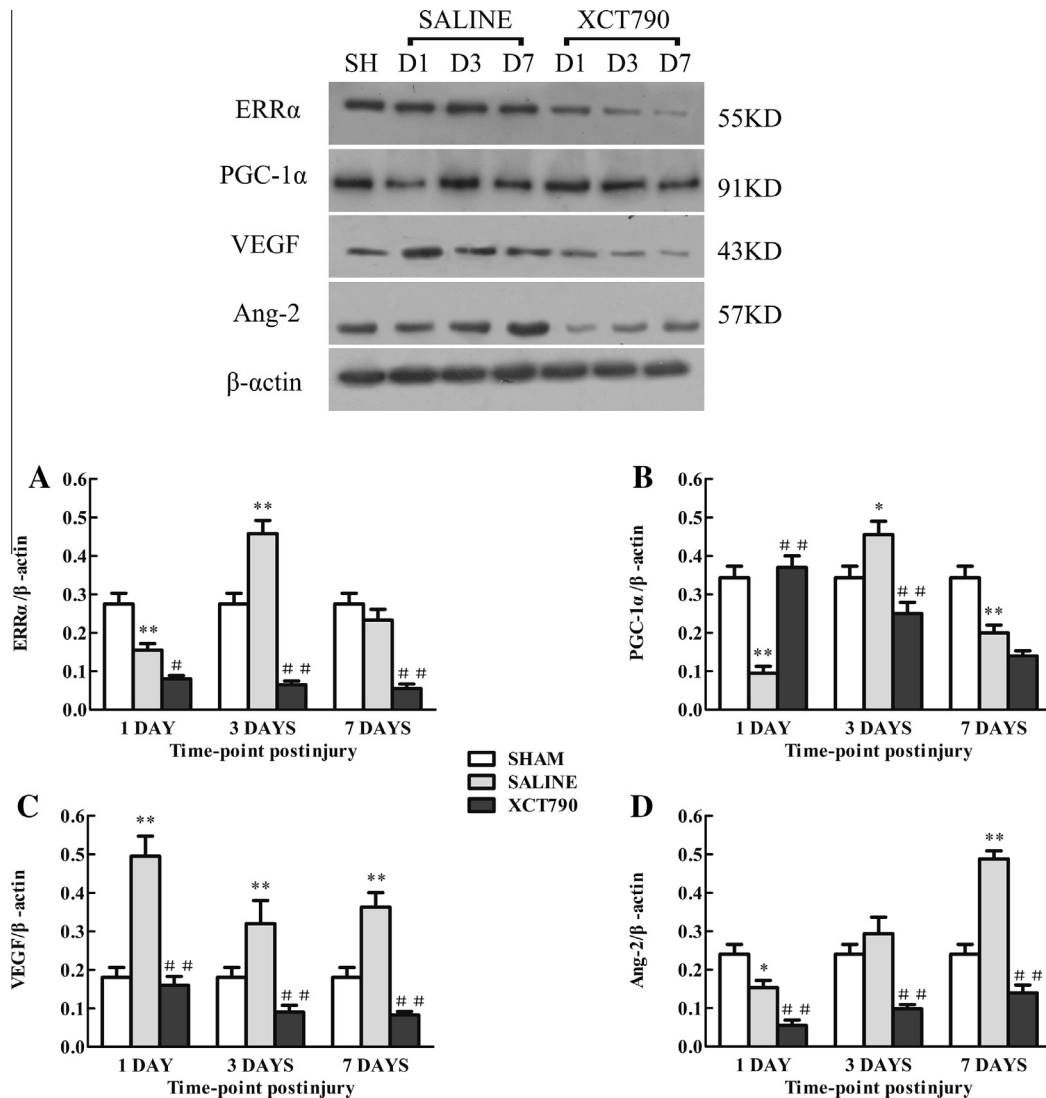 SALINE XCT790
SH D1 D3 D7 D1 D3 D7
ERRα 55KD
PGC-1α 91KD
VEGF 43KD
Ang-2 57KD
β-αctin
A
ERRα/β -actin
0.6
0.5
0.4
0.3
0.2
0.1
0.0
**
#
**
# #
# #
1 DAY 3 DAYS 7 DAYS
Time-point postinjury
B
PGC-1α/β -actin
0.6
0.5
0.4
0.3
0.2
0.1
0.0
**
# #
*
# #
**
1 DAY 3 DAYS 7 DAYS
Time-point postinjury
SHAM
SALINE
XCT790
C
VEGF/β -actin
0.6
0.5
0.4
0.3
0.2
0.1
0.0
**
# #
**
# #
**
# #
1 DAY 3 DAYS 7 DAYS
Time-point postinjury
D
Ang-2/β -actin
0.6
0.5
0.4
0.3
0.2
0.1
0.0
*
# #
# #
**
# #
1 DAY 3 DAYS 7 DAYS
Time-point postinjury